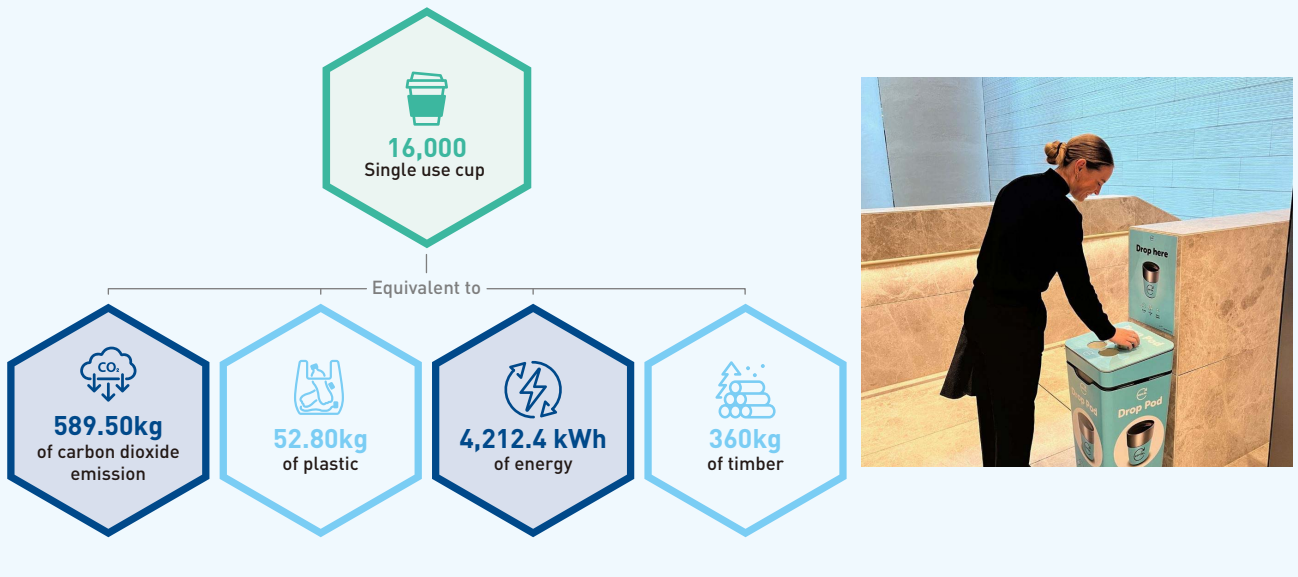 16,000
Single use cup
Equivalent to
CO₂
589.50kg
of carbon dioxide
emission
52.80kg
of plastic
4,212.4 kWh
of energy
360kg
of timber
Drop here
Drop Pod
Drop Pod